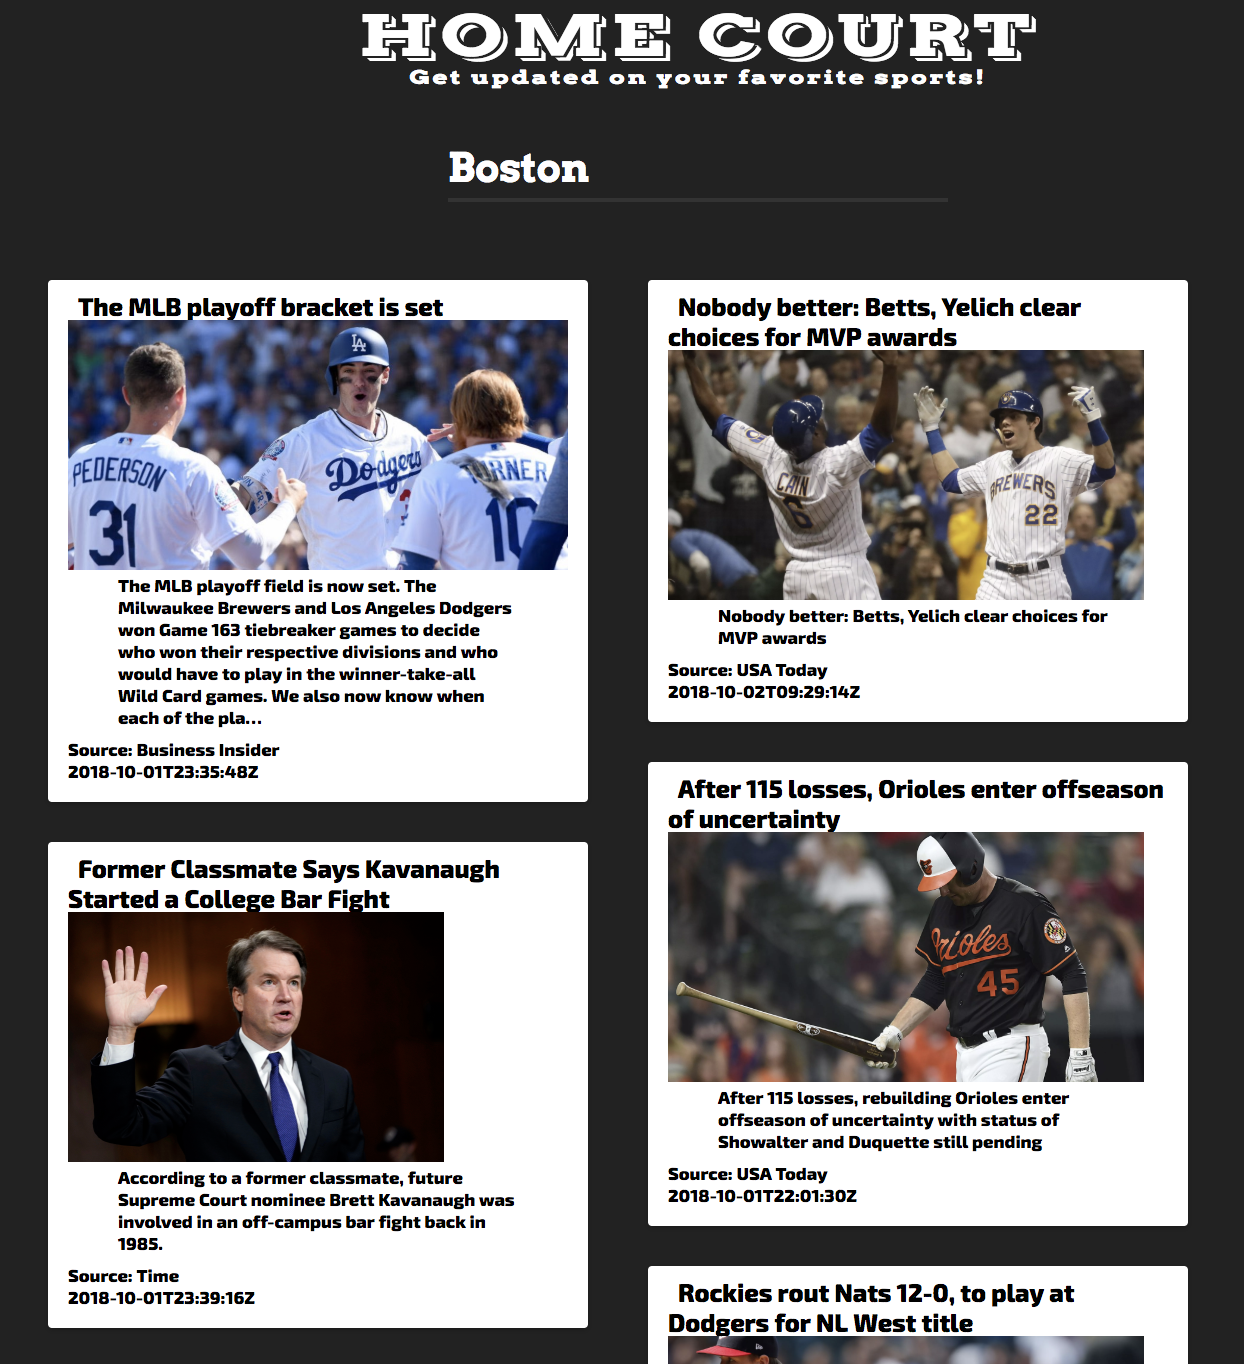 HOME COURT
Get updated on your favorite sports!
Boston
The MLB playoff bracket is set
LA
PEDERSON
31
Dodgers
TURNER
10
The MLB playoff field is now set. The
Milwaukee Brewers and Los Angeles Dodgers
won Game 163 tiebreaker games to decide
who won their respective divisions and who
would have to play in the winner-take-all
Wild Card games. We also now know when
each of the pla…
Source: Business Insider
2018-10-01T23:35:48Z
Former Classmate Says Kavanaugh
Started a College Bar Fight
According to a former classmate, future
Supreme Court nominee Brett Kavanaugh was
involved in an off-campus bar fight back in
1985.
Source: Time
2018-10-01T23:39:16Z
Nobody better: Betts, Yelich clear
choices for MVP awards
CAIN
6
BREWERS
22
Nobody better: Betts, Yelich clear choices for
MVP awards
Source: USA Today
2018-10-02T09:29:14Z
After 115 losses, Orioles enter offseason
of uncertainty
Orioles
45
After 115 losses, rebuilding Orioles enter
offseason of uncertainty with status of
Showalter and Duquette still pending
Source: USA Today
2018-10-01T22:01:30Z
Rockies rout Nats 12-0, to play at
Dodgers for NL West title